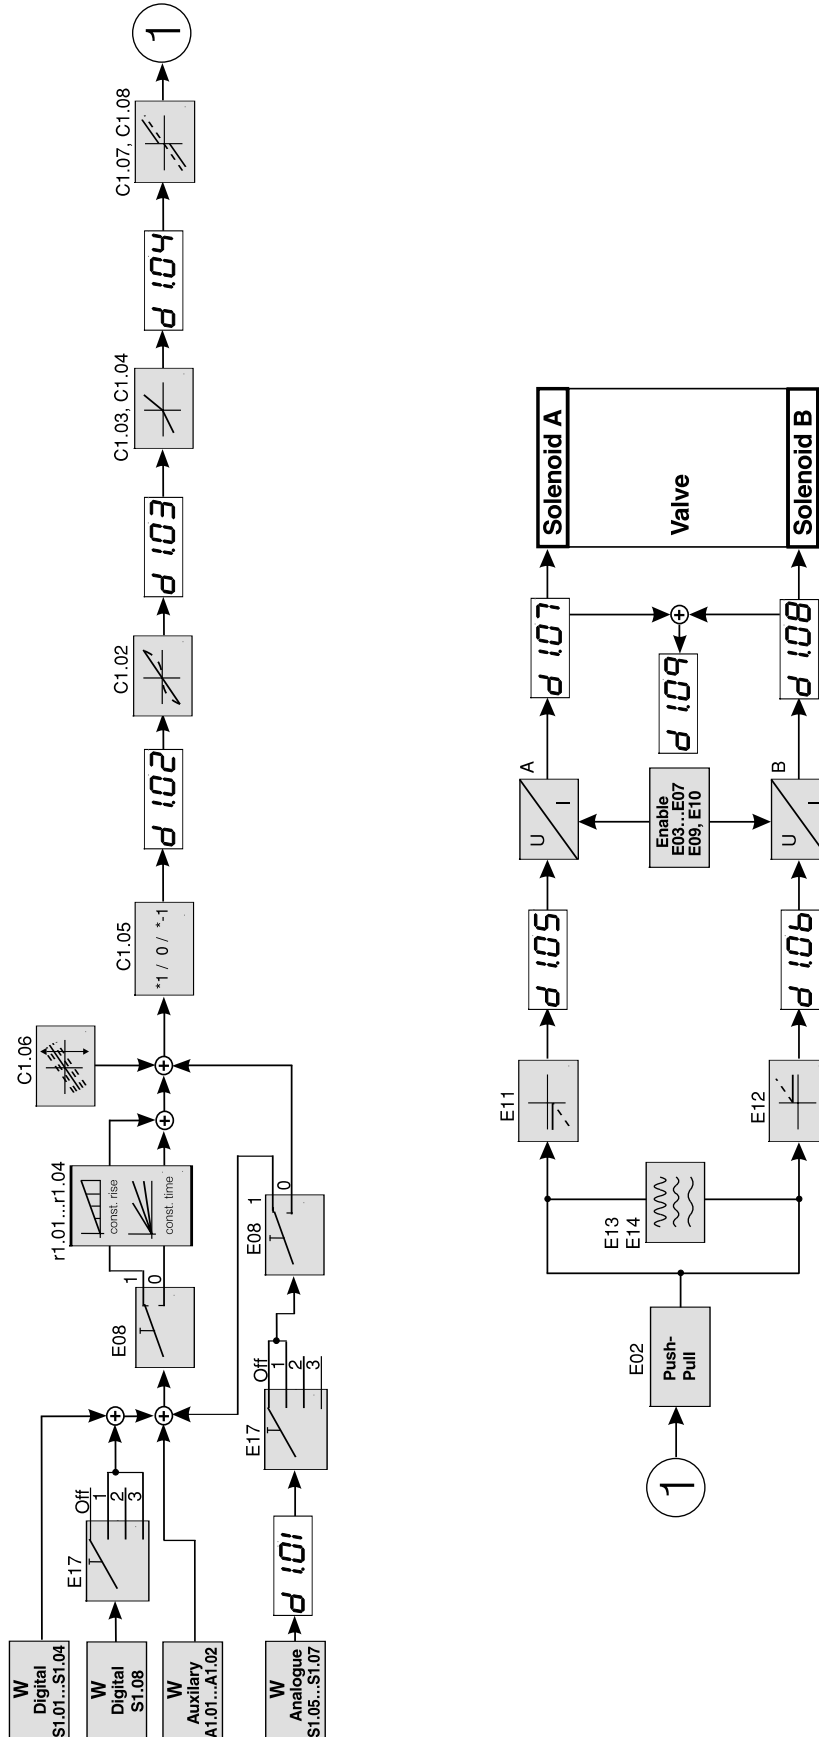 W
Digital
S1.01...S1.04
W
Digital
S1.08
W
Auxilary
A1.01...A1.02
W
Analogue
S1.05...S1.07
E17
Off
1
2
3
d 1.01
E17
Off
1
2
3
E08
1
0
E08
1
0
r1.01...r1.04
const. rise
const. time
C1.06
C1.05
*1 / 0 / *-1
d 1.02
C1.02
d 1.03
C1.03, C1.04
d 1.04
C1.07, C1.08
1
1
E02
Push-
Pull
E13
E14
E11
d 1.05
U
I
A
d 1.07
Solenoid A
Enable
E03...E07
E09, E10
d 1.09
Valve
E12
d 1.06
U
I
B
d 1.08
Solenoid B